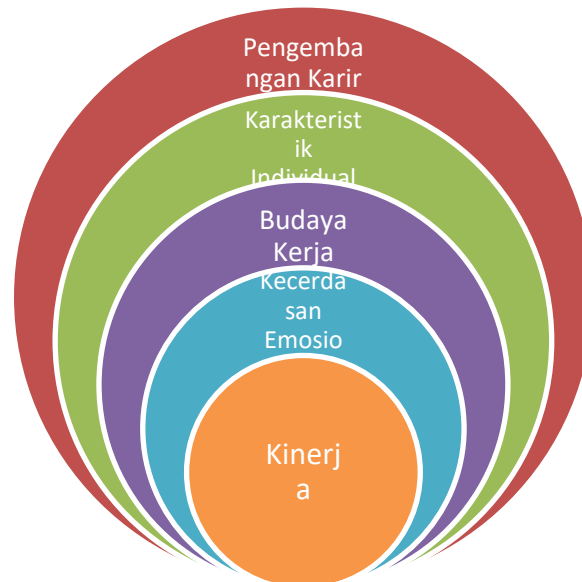 Pengemba
ngan Karir
Karakterist
ik
Individual
Budaya
Kerja
Kecerda
san
Emosio
Kinerj
a